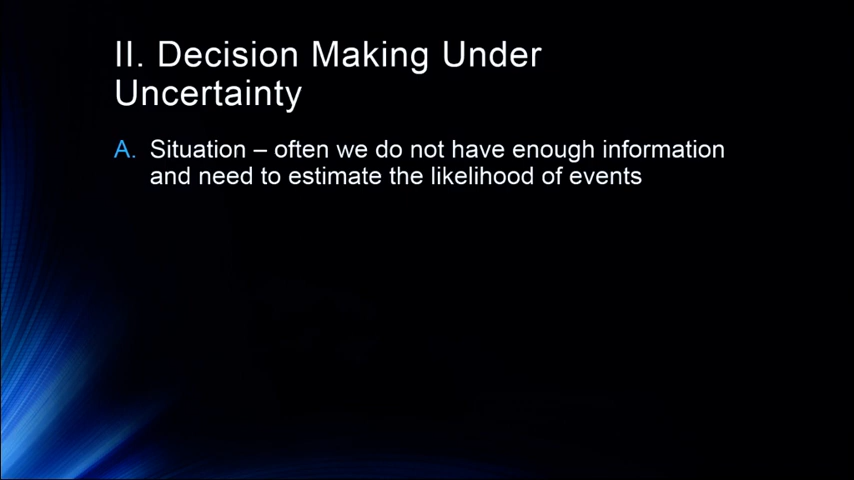 II. Decision Making Under
Uncertainty
A. Situation – often we do not have enough information
and need to estimate the likelihood of events